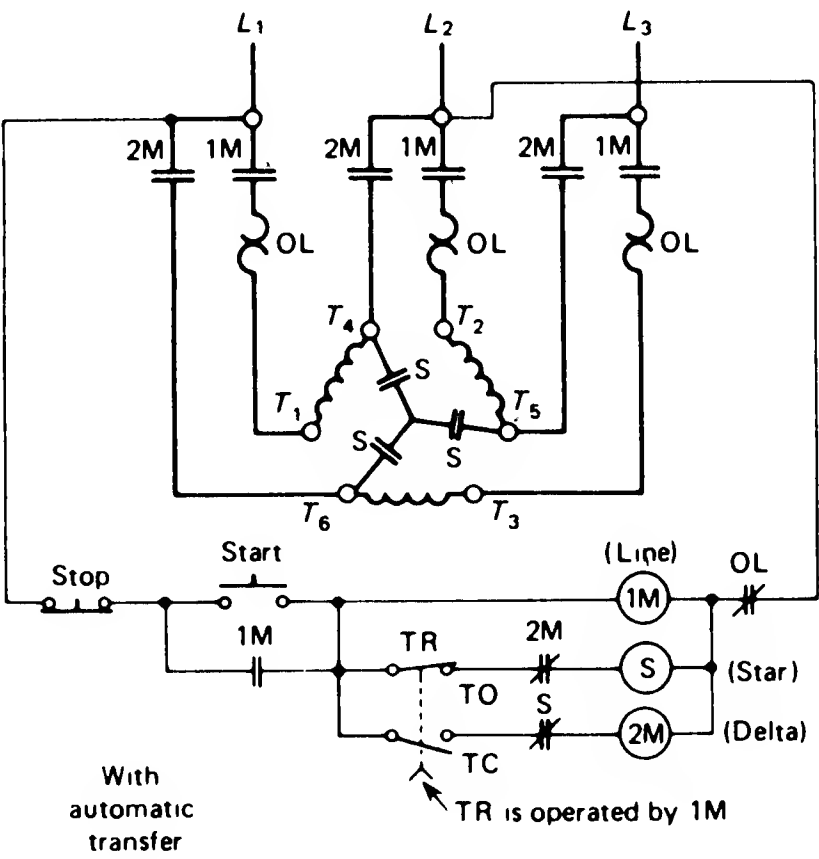 L1 L2 L3
2M 1M 2M 1M 2M 1M
OL OL OL
T4 T2
S
T1 T5
S S
T6 T3
Start (Line) OL
Stop 1M
1M TR 2M
S (Star)
TO S
2M (Delta)
TC
With
automatic
transfer
TR is operated by 1M